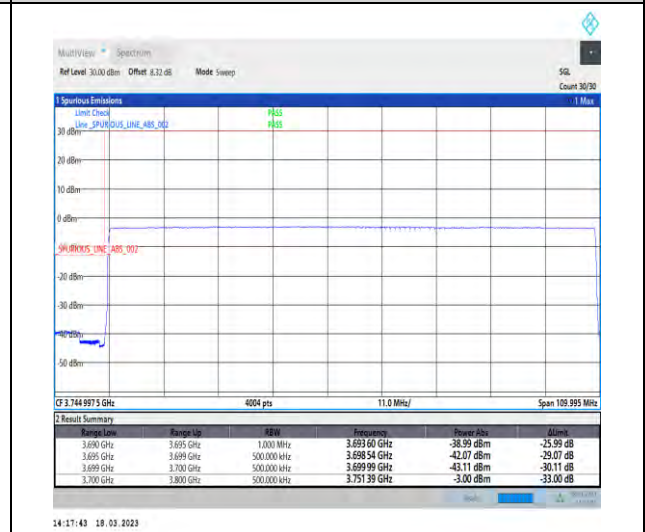 MultiView Spectrum
Ref Level 30.00 dBm Offset 8.32 dB Mode Sweep SGL
Count 30/30
1 Spurious Emissions 1 Max
Limit Check PASS
Line _SPURIOUS_LINE_ABS_002 PASS
30 dBm
20 dBm
10 dBm
0 dBm
_SPURIOUS_LINE_ABS_002
-20 dBm
-30 dBm
-40 dBm
-50 dBm
CF 3.744 997 5 GHz 4004 pts 11.0 MHz/ Span 109.995 MHz
2 Result Summary
Range Low Range Up RBW Frequency Power Abs ΔLimit
3.690 GHz 3.695 GHz 1.000 MHz 3.693 60 GHz -38.99 dBm -25.99 dB
3.695 GHz 3.699 GHz 500.000 kHz 3.698 54 GHz -42.07 dBm -29.07 dB
3.699 GHz 3.700 GHz 500.000 kHz 3.699 99 GHz -43.11 dBm -30.11 dB
3.700 GHz 3.800 GHz 500.000 kHz 3.751 39 GHz -3.00 dBm -33.00 dB
14:17:43 18.03.2023